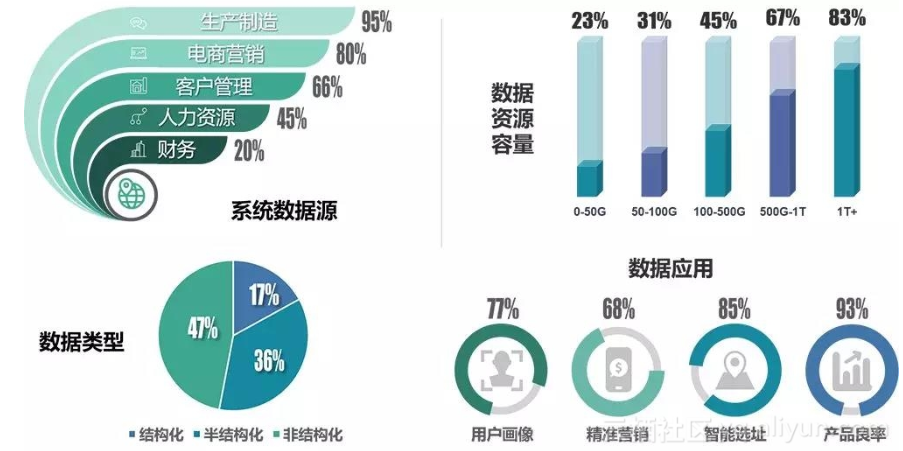 生产制造 95%
电商营销 80%
客户管理 66%
人力资源 45%
财务 20%
系统数据源
23% 31% 45% 67% 83%
数据
资源
容量
0-50G 50-100G 100-500G 500G-1T 1T+
数据类型
17%
36%
47%
结构化 半结构化 非结构化
数据应用
77% 68% 85% 93%
$
用户画像 精准营销 智能选址 产品良率